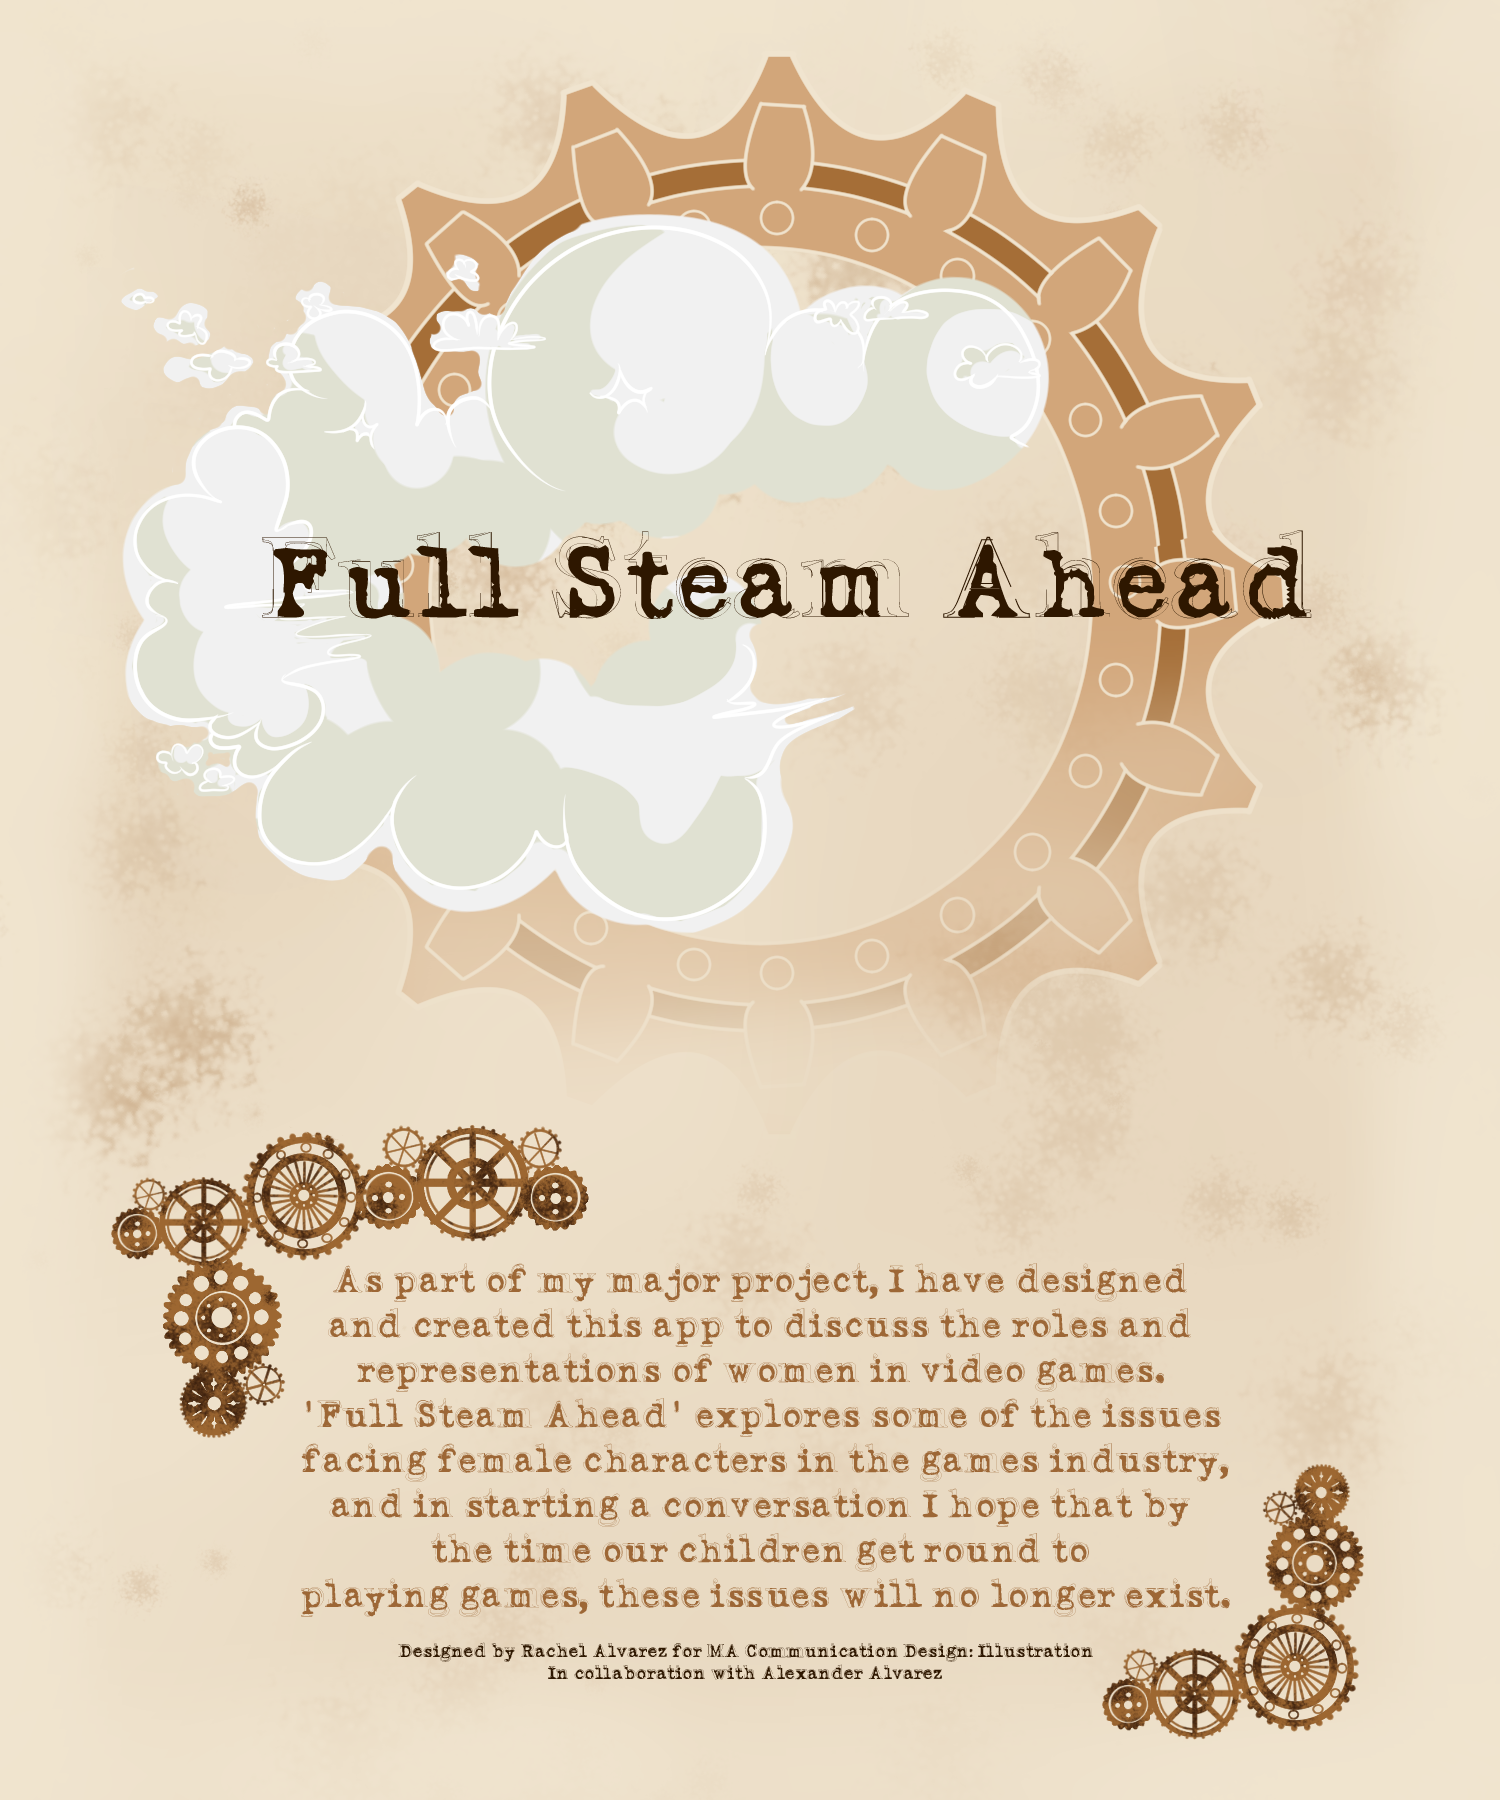 Full Steam Ahead
As part of my major project, I have designed
and created this app to discuss the roles and
representations of women in video games.
'Full Steam Ahead' explores some of the issues
facing female characters in the games industry,
and in starting a conversation I hope that by
the time our children get round to
playing games, these issues will no longer exist.
Designed by Rachel Alvarez for MA Communication Design: Illustration
In collaboration with Alexander Alvarez